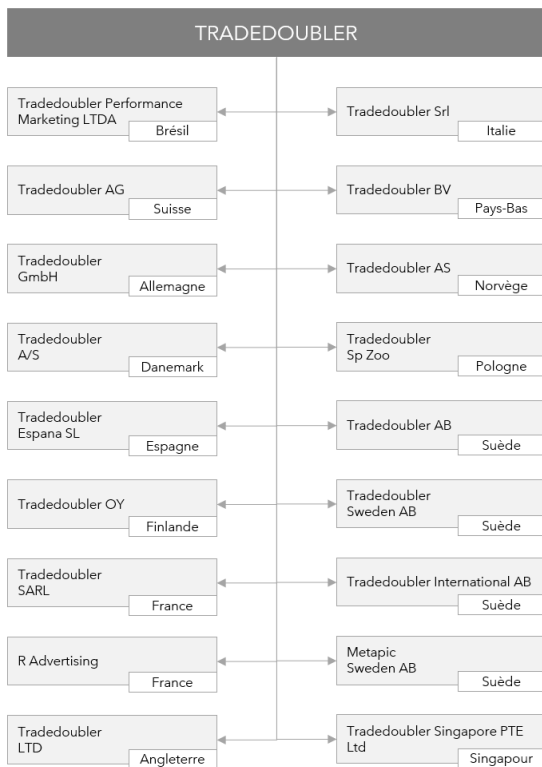 TRADEDOUBLER
Tradedoubler Performance
Marketing LTDA
Brésil
Tradedoubler Srl
Italie
Tradedoubler AG
Suisse
Tradedoubler BV
Pays-Bas
Tradedoubler
GmbH
Allemagne
Tradedoubler AS
Norvège
Tradedoubler
A/S
Danemark
Tradedoubler
Sp Zoo
Pologne
Tradedoubler
Espana SL
Espagne
Tradedoubler AB
Suède
Tradedoubler OY
Finlande
Tradedoubler
Sweden AB
Suède
Tradedoubler
SARL
France
Tradedoubler International AB
Suède
R Advertising
France
Metapic
Sweden AB
Suède
Tradedoubler
LTD
Angleterre
Tradedoubler Singapore PTE
Ltd
Singapour